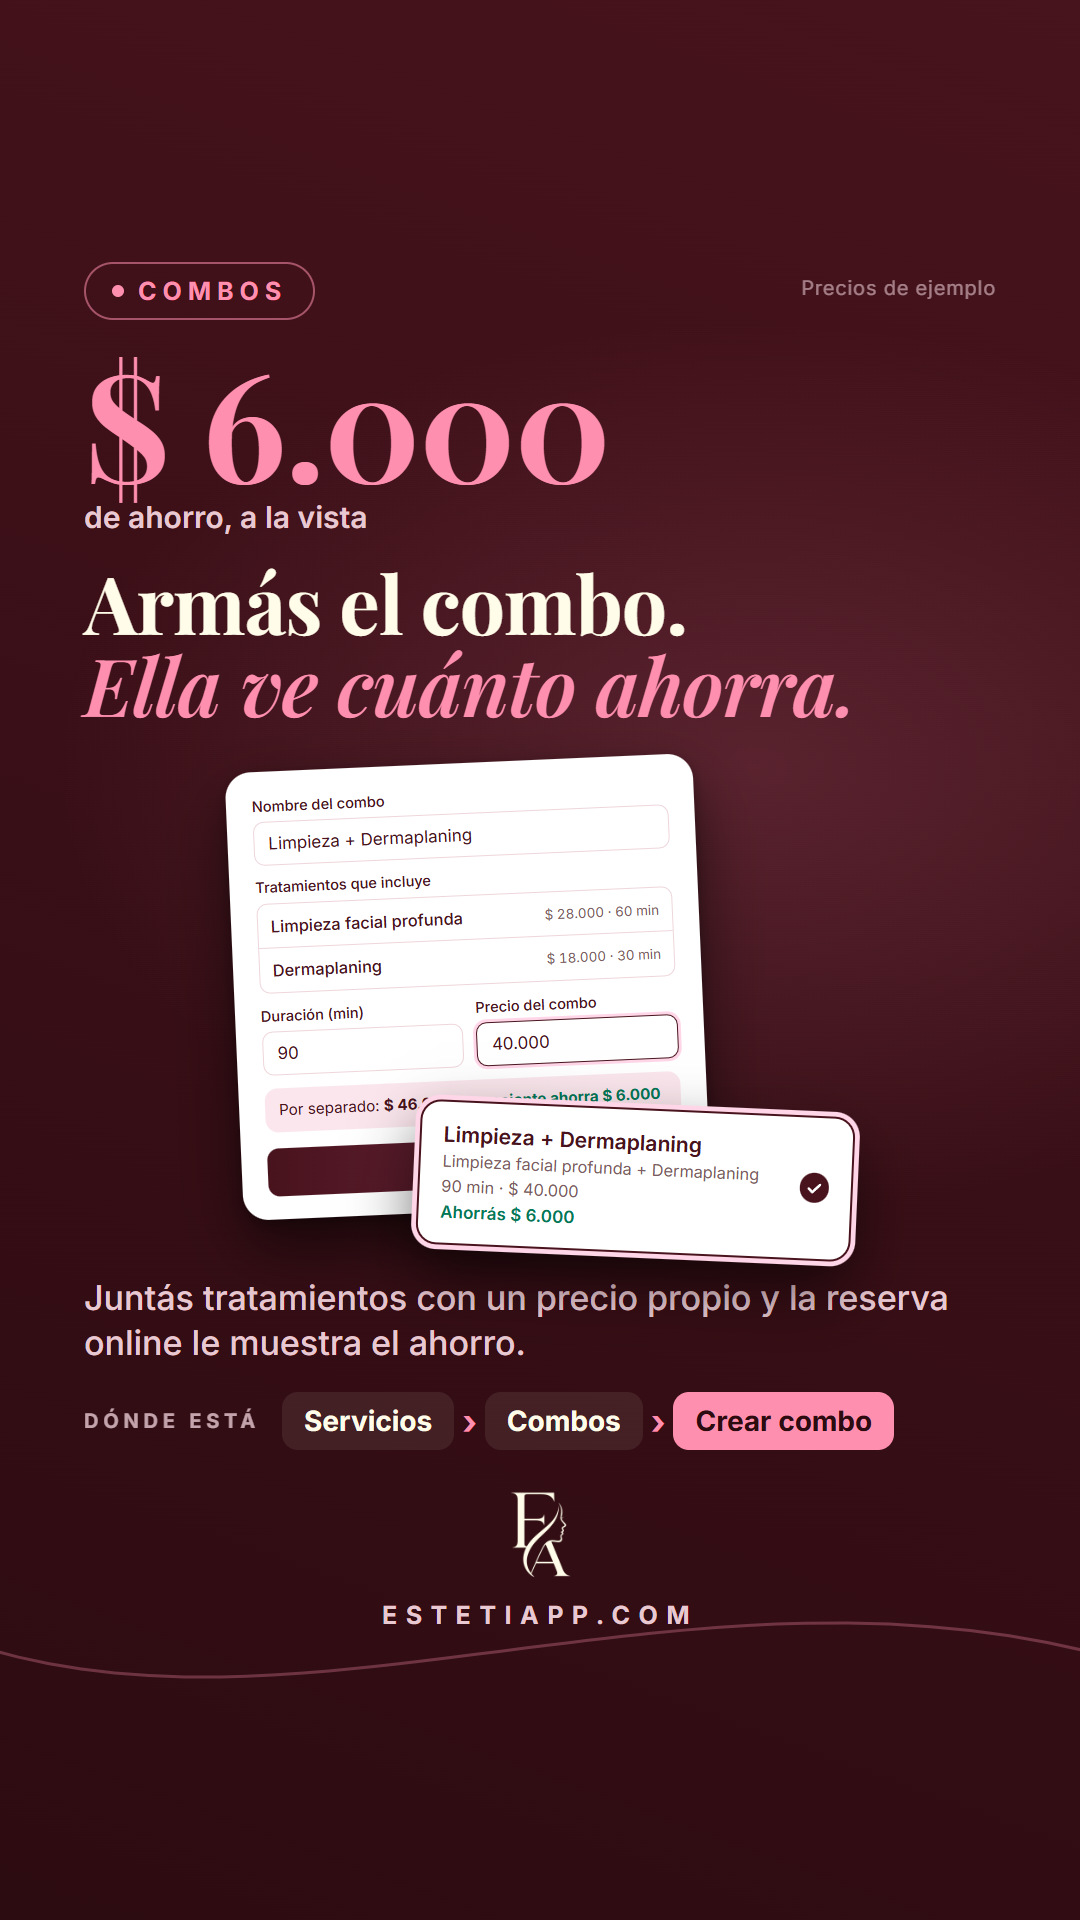 COMBOS
Precios de ejemplo
$ 6.000
de ahorro, a la vista
Armás el combo.
Ella ve cuánto ahorra.
Nombre del combo
Limpieza + Dermaplaning
Tratamientos que incluye
Limpieza facial profunda $ 28.000 · 60 min
Dermaplaning $ 18.000 · 30 min
Duración (min) Precio del combo
90 40.000
Por separado: $ 46. ahorra $ 6.000
Limpieza + Dermaplaning
Limpieza facial profunda + Dermaplaning
90 min · $ 40.000
Ahorrás $ 6.000
Juntás tratamientos con un precio propio y la reserva
online le muestra el ahorro.
DÓNDE ESTÁ Servicios › Combos › Crear combo
EA
ESTETIAPP.COM